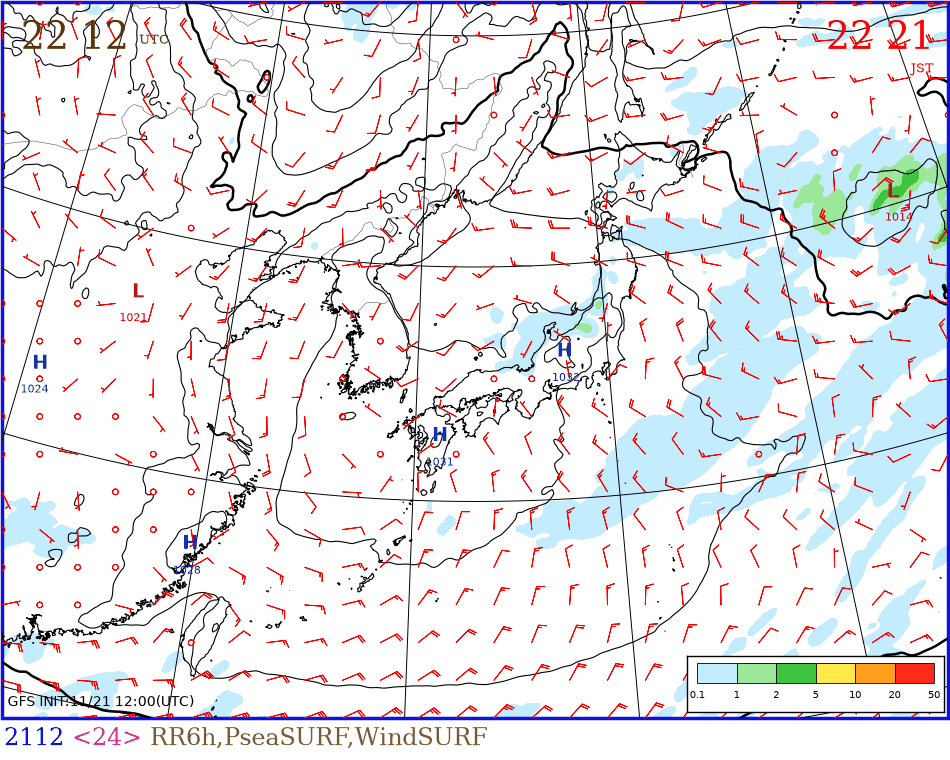 22 12 UTC
22 21
JST
L
1014
L
1021
H
1024
H
1032
H
1031
H
1028
0.1 1 2 5 10 20 50
GFS INIT:11/21 12:00(UTC)
2112 <24> RR6h,PseaSURF,WindSURF